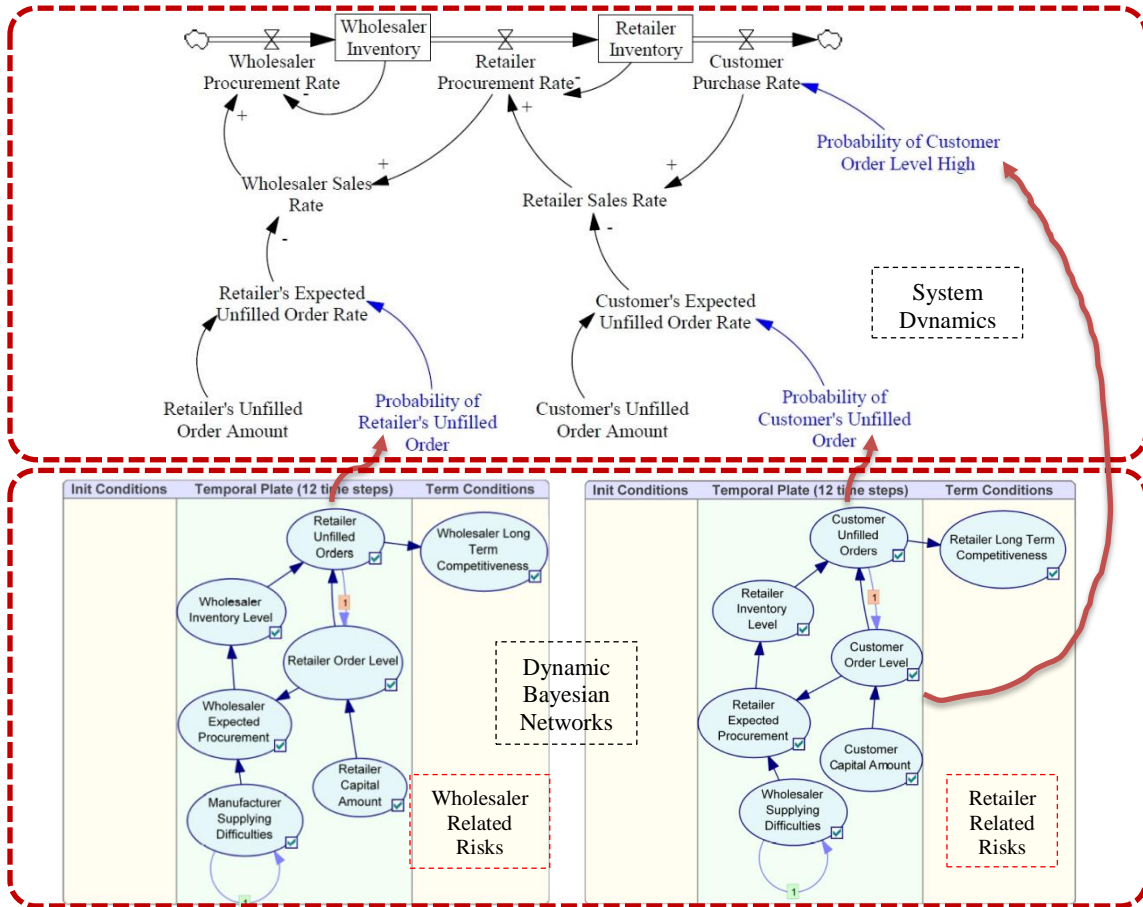 Wholesaler
Inventory
Retailer
Inventory
Wholesaler
Procurement Rate
-
Retailer
Procurement Rate
-
Customer
Purchase Rate
+
+
Probability of Customer
Order Level High
+
+
Wholesaler Sales
Rate
Retailer Sales Rate
-
-
Retailer's Expected
Unfilled Order Rate
Customer's Expected
Unfilled Order Rate
System
Dvnamics
Retailer's Unfilled
Order Amount
Probability of
Retailer's Unfilled
Order
Customer's Unfilled
Order Amount
Probability of
Customer's Unfilled
Order
Init Conditions
Temporal Plate (12 time steps)
Term Conditions
Retailer
Unfilled
Orders
Wholesaler Long
Term
Competitiveness
Wholesaler
Inventory Level
1
Retailer Order Level
Wholesaler
Expected
Procurement
Retailer
Capital
Amount
Manufacturer
Supplying
Difficulties
1
Wholesaler
Related
Risks
Dynamic
Bayesian
Networks
Init Conditions
Temporal Plate (12 time steps)
Term Conditions
Customer
Unfilled
Orders
Retailer Long Term
Competitiveness
Retailer
Inventory
Level
1
Customer
Order Level
Retailer
Expected
Procurement
Customer
Capital Amount
Wholesaler
Supplying
Difficulties
1
Retailer
Related
Risks